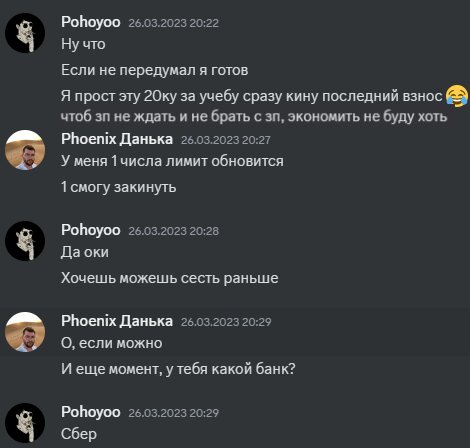 Pohoyoo 26.03.2023 20:22
Ну что
Если не передумал я готов
Я прост эту 20ку за учебу сразу кину последний взнос 😂
чтоб зп не ждать и не брать с зп, экономить не буду хоть
Phoenix Данька 26.03.2023 20:27
У меня 1 числа лимит обновится
1 смогу закинуть
Pohoyoo 26.03.2023 20:28
Да оки
Хочешь можешь сесть раньше
Phoenix Данька 26.03.2023 20:29
О, если можно
И еще момент, у тебя какой банк?
Pohoyoo 26.03.2023 20:29
Сбер